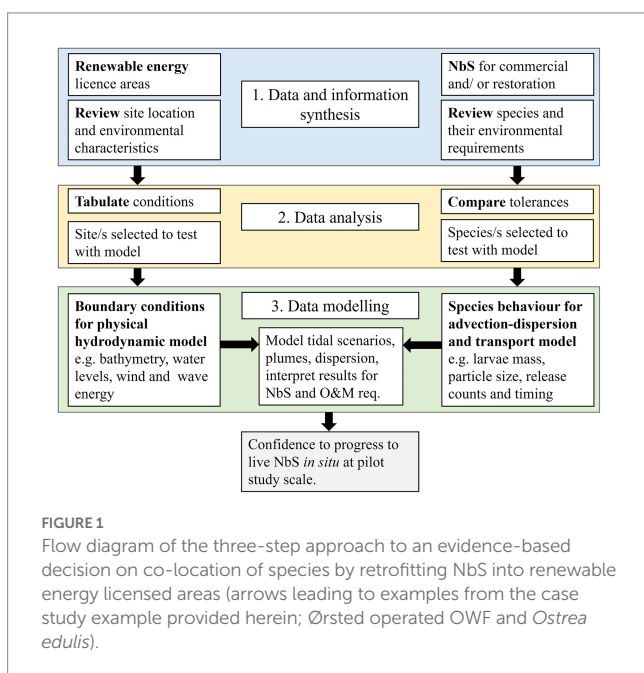 Renewable energy
licence areas
Review site location
and environmental
characteristics
1. Data and information
synthesis
NbS for commercial
and/ or restoration
Review species and
their environmental
requirements
Tabulate conditions
Site/s selected to test
with model
2. Data analysis
Compare tolerances
Species/s selected to
test with model
Boundary conditions
for physical
hydrodynamic model
e.g. bathymetry, water
levels, wind and wave
energy
3. Data modelling
Model tidal scenarios,
plumes, dispersion,
interpret results for
NbS and O&M req.
Species behaviour for
advection-dispersion
and transport model
e.g. larvae mass,
particle size, release
counts and timing
Confidence to progress to
live NbS in situ at pilot
study scale.
FIGURE 1
Flow diagram of the three-step approach to an evidence-based
decision on co-location of species by retrofitting NbS into renewable
energy licensed areas (arrows leading to examples from the case
study example provided herein; Ørsted operated OWF and Ostrea
edulis).